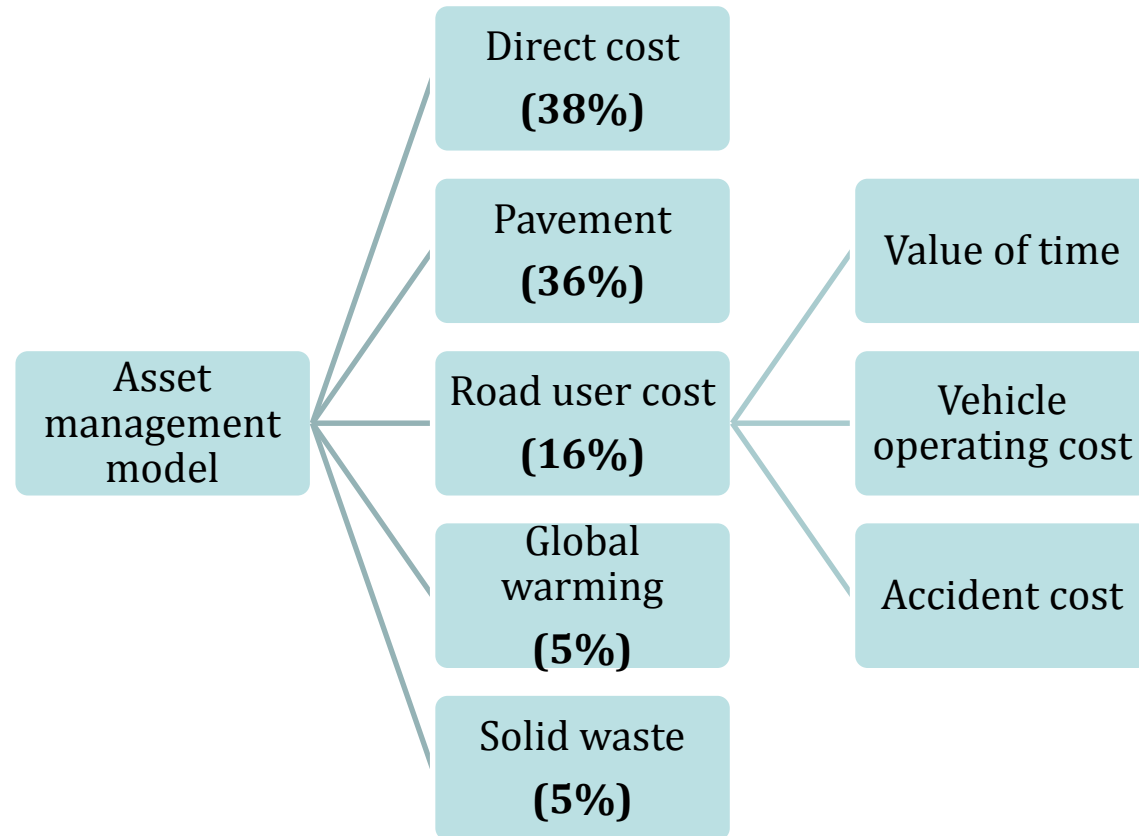 Direct cost
(38%)
Pavement
(36%)
Value of time
Asset
management
model
Road user cost
(16%)
Vehicle
operating cost
Global
warming
(5%)
Accident cost
Solid waste
(5%)